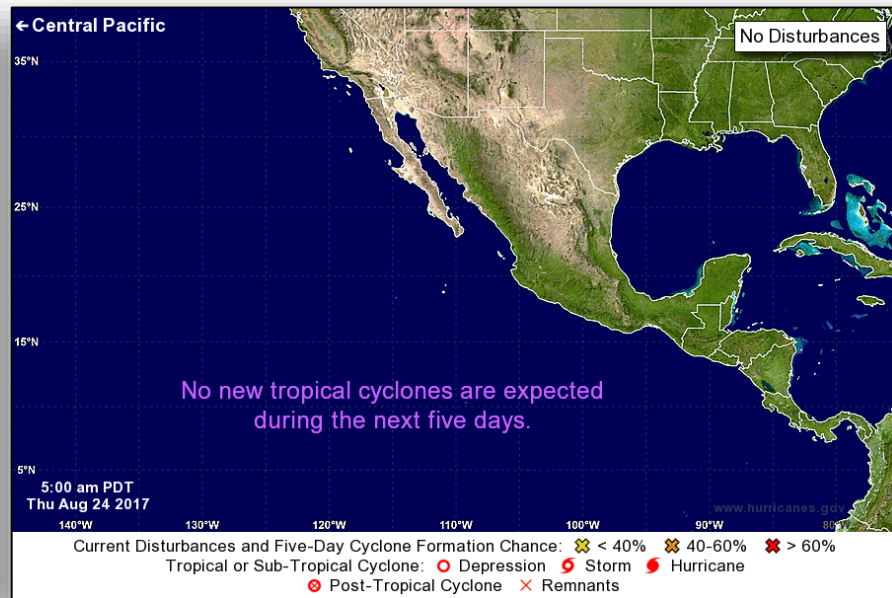 ←Central Pacific
No Disturbances
35°N
25°N
15°N
No new tropical cyclones are expected
during the next five days.
5°N
5:00 am PDT
Thu Aug 24 2017
www.hurricanes.gov
140°W 130°W 120°W 110°W 100°W 90°W 80°W
Current Disturbances and Five-Day Cyclone Formation Chance: < 40% 40-60% > 60%
Tropical or Sub-Tropical Cyclone: Depression Storm Hurricane
Post-Tropical Cyclone Remnants